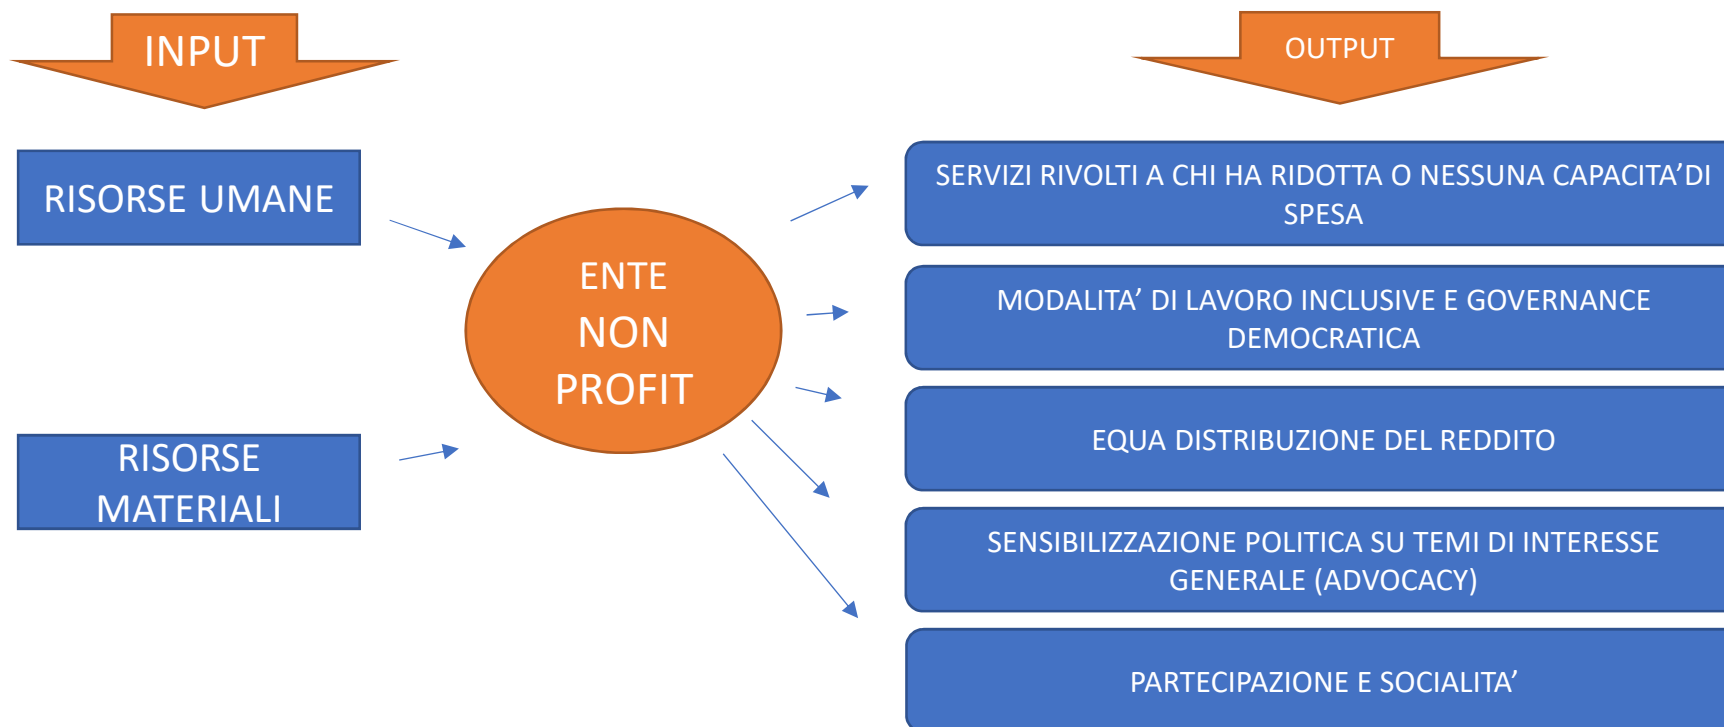 INPUT
OUTPUT
RISORSE UMANE
RISORSE
MATERIALI
ENTE
NON
PROFIT
SERVIZI RIVOLTI A CHI HA RIDOTTA O NESSUNA CAPACITA’DI
SPESA
MODALITA’ DI LAVORO INCLUSIVE E GOVERNANCE
DEMOCRATICA
EQUA DISTRIBUZIONE DEL REDDITO
SENSIBILIZZAZIONE POLITICA SU TEMI DI INTERESSE
GENERALE (ADVOCACY)
PARTECIPAZIONE E SOCIALITA’